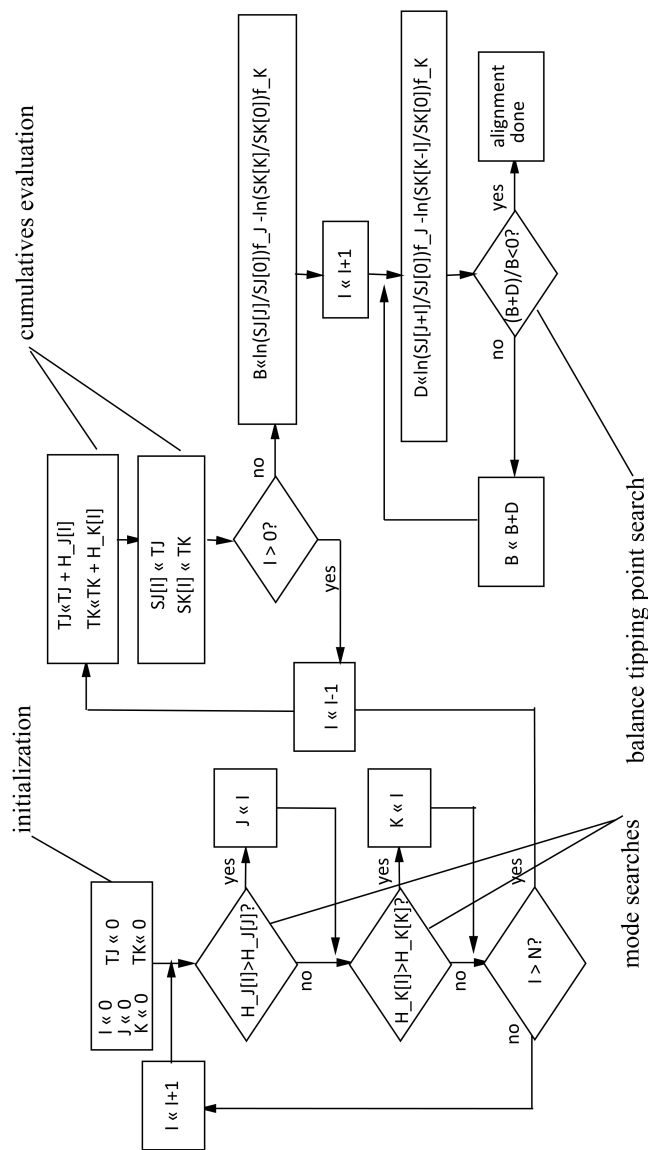 initialization
I « 0
J « 0
K « 0
TJ « 0
TK « 0
I « I+1
H_J[I]>H_J[J]?
yes
no
J « I
H_K[I]>H_K[K]?
yes
no
K « I
I > N?
yes
no
mode searches
I « I-1
cumulatives evaluation
TJ«TJ + H_J[I]
TK«TK + H_K[I]
SJ[I] « TJ
SK[I] « TK
I > 0?
yes
no
B«ln(SJ[J]/SJ[0])f_J -ln(SK[K]/SK[0])f_K
I « I+1
D«ln(SJ[J+I]/SJ[0])f_J -ln(SK[K-I]/SK[0])f_K
(B+D)/B<0?
yes
no
alignment
done
B « B+D
balance tipping point search